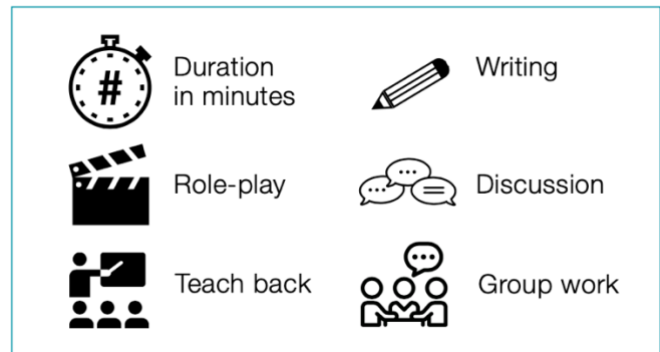 #
Duration
in minutes
Writing
Role-play
Discussion
Teach back
Group work